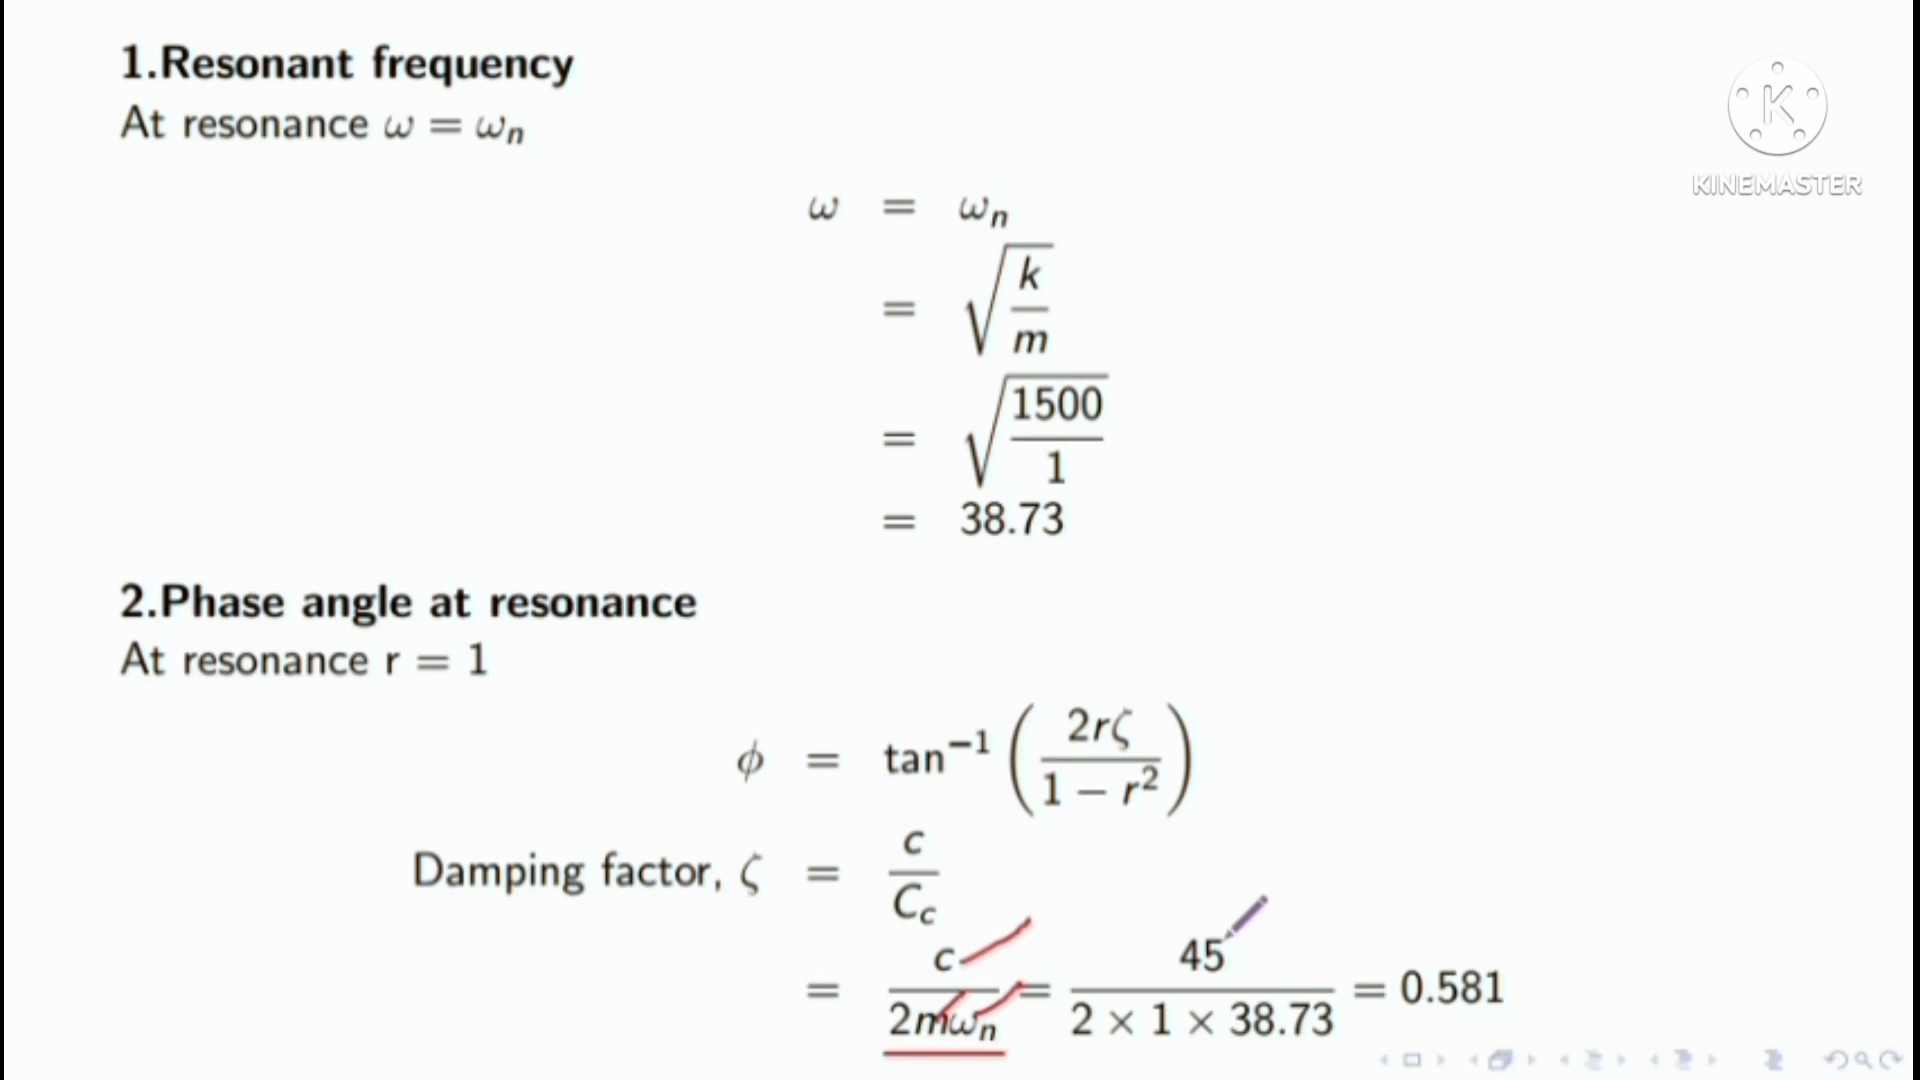 1.Resonant frequency
At resonance ω = ωn
KINEMASTER
ω = ωn
= √(k/m)
= √(1500/1)
= 38.73
2.Phase angle at resonance
At resonance r = 1
ϕ = tan⁻¹ (2rζ / 1 − r²)
Damping factor, ζ = c / Cc
= c / 2mωn = 45 / 2 × 1 × 38.73 = 0.581